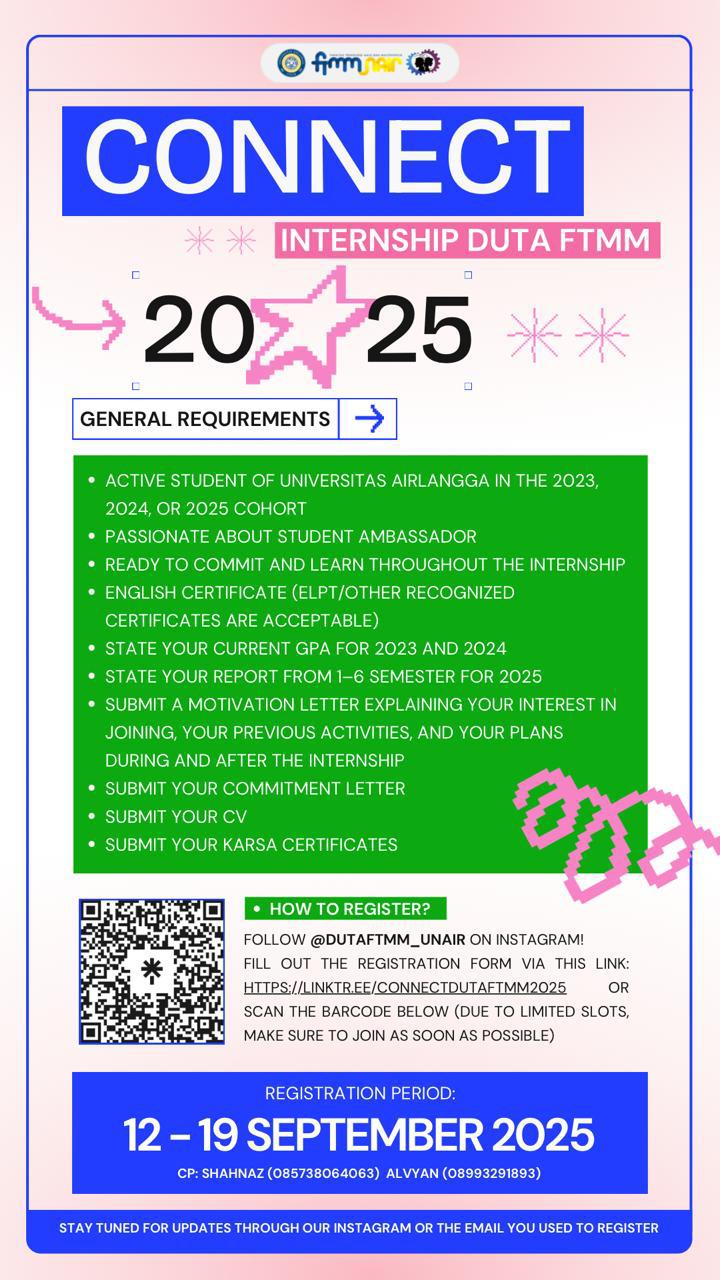 ftmm unair
CONNECT
INTERNSHIP DUTA FTMM
2025
GENERAL REQUIREMENTS
• ACTIVE STUDENT OF UNIVERSITAS AIRLANGGA IN THE 2023,
2024, OR 2025 COHORT
• PASSIONATE ABOUT STUDENT AMBASSADOR
• READY TO COMMIT AND LEARN THROUGHOUT THE INTERNSHIP
• ENGLISH CERTIFICATE (ELPT/OTHER RECOGNIZED
CERTIFICATES ARE ACCEPTABLE)
• STATE YOUR CURRENT GPA FOR 2023 AND 2024
• STATE YOUR REPORT FROM 1–6 SEMESTER FOR 2025
• SUBMIT A MOTIVATION LETTER EXPLAINING YOUR INTEREST IN
JOINING, YOUR PREVIOUS ACTIVITIES, AND YOUR PLANS
DURING AND AFTER THE INTERNSHIP
• SUBMIT YOUR COMMITMENT LETTER
• SUBMIT YOUR CV
• SUBMIT YOUR KARSA CERTIFICATES
• HOW TO REGISTER?
FOLLOW @DUTAFTMM_UNAIR ON INSTAGRAM!
FILL OUT THE REGISTRATION FORM VIA THIS LINK:
HTTPS://LINKTR.EE/CONNECTDUTAFTMM2025 OR
SCAN THE BARCODE BELOW (DUE TO LIMITED SLOTS,
MAKE SURE TO JOIN AS SOON AS POSSIBLE)
REGISTRATION PERIOD:
12 – 19 SEPTEMBER 2025
CP: SHAHNAZ (085738064063) ALVYAN (08993291893)
STAY TUNED FOR UPDATES THROUGH OUR INSTAGRAM OR THE EMAIL YOU USED TO REGISTER